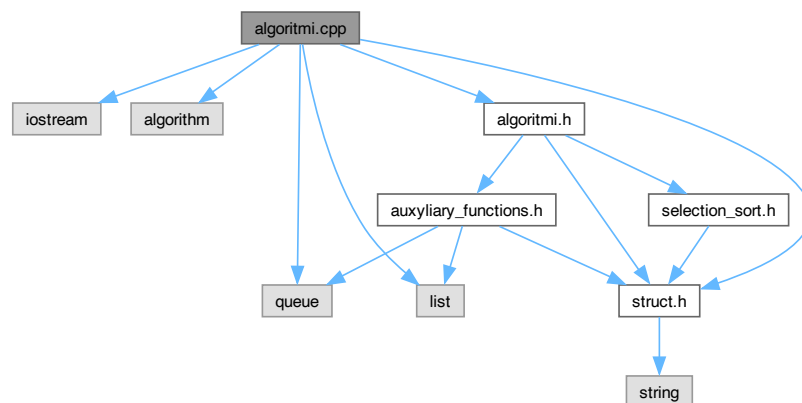 algoritmi.cpp
iostream
algorithm
algoritmi.h
auxyliary_functions.h
selection_sort.h
queue
list
struct.h
string